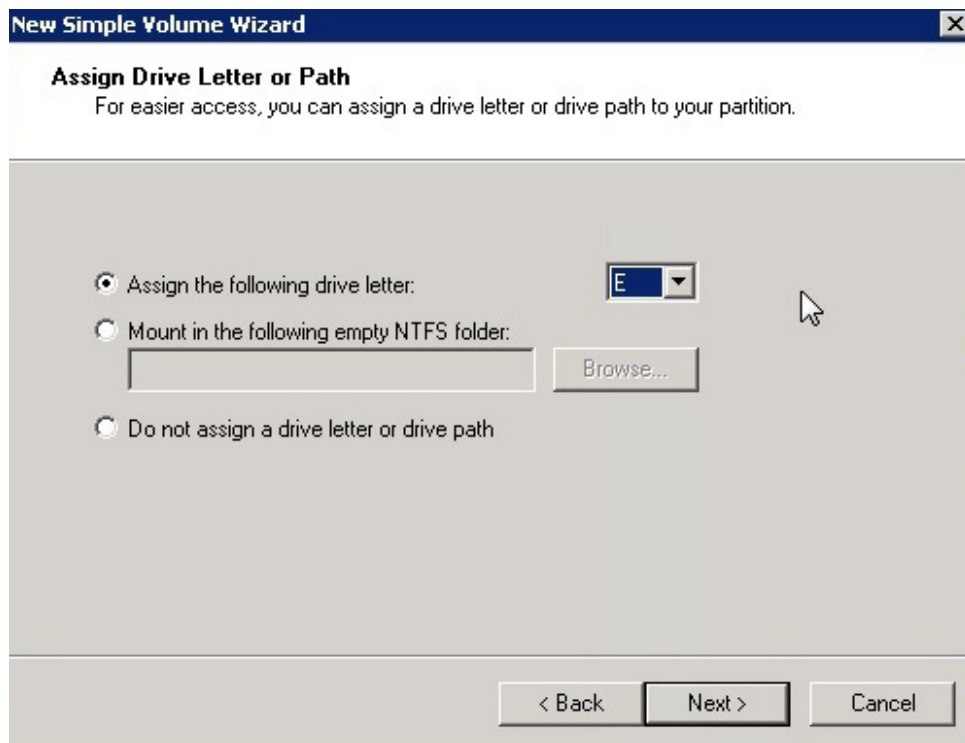 New Simple Volume Wizard
Assign Drive Letter or Path
For easier access, you can assign a drive letter or drive path to your partition.
Assign the following drive letter: E
Mount in the following empty NTFS folder:
Browse...
Do not assign a drive letter or drive path
< Back Next > Cancel